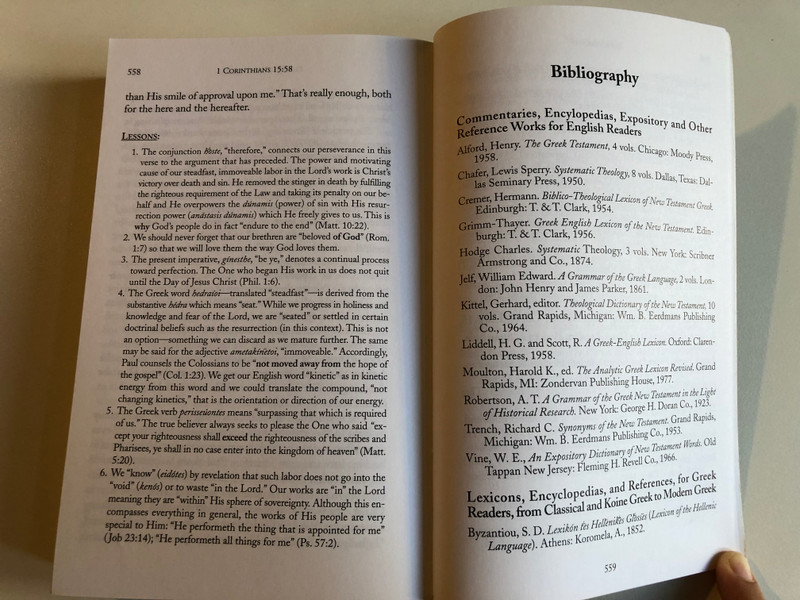 558
1 Corinthians 15:58
than His smile of approval upon me.” That’s really enough, both
for the here and the hereafter.
Lessons:
1. The conjunction hōste, “therefore,” connects our perseverance in this
verse to the argument that has preceded. The power and motivating
cause of our steadfast, immoveable labor in the Lord’s work is Christ’s
victory over death and sin. He removed the stinger in death by fulfilling
the righteous requirement of the Law and taking its penalty on our be-
half and He overpowers the dúnamis (power) of sin with His resur-
rection power (anástasis dúnamis) which He freely gives to us. This is
why God’s people do in fact “endure to the end” (Matt. 10:22).
2. We should never forget that our brethren are “beloved of God” (Rom.
1:7) so that we will love them the way God loves them.
3. The present imperative, gínesthe, “be ye,” denotes a continual process
toward perfection. The One who began His work in us does not quit
until the Day of Jesus Christ (Phil. 1:6).
4. The Greek word hedraíoi—translated “steadfast”—is derived from the
substantive hédra which means “seat.” While we progress in holiness and
knowledge and fear of the Lord, we are “seated” or settled in certain
doctrinal beliefs such as the resurrection (in this context). This is not
an option—something we can discard as we mature further. The same
may be said for the adjective ametakínētoi, “immoveable.” Accordingly,
Paul counsels the Colossians to be “not moved away from the hope of
the gospel” (Col. 1:23). We get our English word “kinetic” as in kinetic
energy from this word and we could translate the compound, “not
changing kinetics,” that is the orientation or direction of our energy.
5. The Greek verb perisseúontes means “surpassing that which is required
of us.” The true believer always seeks to please the One who said “ex-
cept your righteousness shall exceed the righteousness of the scribes and
Pharisees, ye shall in no case enter into the kingdom of heaven” (Matt.
5:20).
6. We “know” (eidótes) by revelation that such labor does not go into the
“void” (kenós) or to waste “in the Lord.” Our works are “in” the Lord
meaning they are “within” His sphere of sovereignty. Although this en-
compasses everything in general, the works of His people are very
special to Him: “He performeth the thing that is appointed for me”
(Job 23:14); “He performeth all things for me” (Ps. 57:2).
Bibliography
Commentaries, Encylopedias, Expository and Other
Reference Works for English Readers
Alford, Henry. The Greek Testament, 4 vols. Chicago: Moody Press,
1958.
Chafer, Lewis Sperry. Systematic Theology, 8 vols. Dallas, Texas: Dal-
las Seminary Press, 1950.
Cremer, Hermann. Biblico-Theological Lexicon of New Testament Greek.
Edinburgh: T. & T. Clark, 1954.
Grimm-Thayer. Greek English Lexicon of the New Testament. Edin-
burgh: T. & T. Clark, 1956.
Hodge Charles. Systematic Theology, 3 vols. New York: Scribner
Armstrong and Co., 1874.
Jelf, William Edward. A Grammar of the Greek Language, 2 vols. Lon-
don: John Henry and James Parker, 1861.
Kittel, Gerhard, editor. Theological Dictionary of the New Testament, 10
vols. Grand Rapids, Michigan: Wm. B. Eerdmans Publishing
Co., 1964.
Liddell, H. G. and Scott, R. A Greek-English Lexicon. Oxford: Claren-
don Press, 1958.
Moulton, Harold K., ed. The Analytic Greek Lexicon Revised. Grand
Rapids, MI: Zondervan Publishing House, 1977.
Robertson, A. T. A Grammar of the Greek New Testament in the Light
of Historical Research. New York: George H. Doran Co., 1923.
Trench, Richard C. Synonyms of the New Testament. Grand Rapids,
Michigan: Wm. B. Eerdmans Publishing Co., 1953.
Vine, W. E., An Expository Dictionary of New Testament Words. Old
Tappan New Jersey: Fleming H. Revell Co., 1966.
Lexicons, Encyclopedias, and References, for Greek
Readers, from Classical and Koine Greek to Modern Greek
Byzantiou, S. D. Lexikón tēs Hellenikēs Glōssēs (Lexicon of the Hellenic
Language). Athens: Koromela, A., 1852.
559